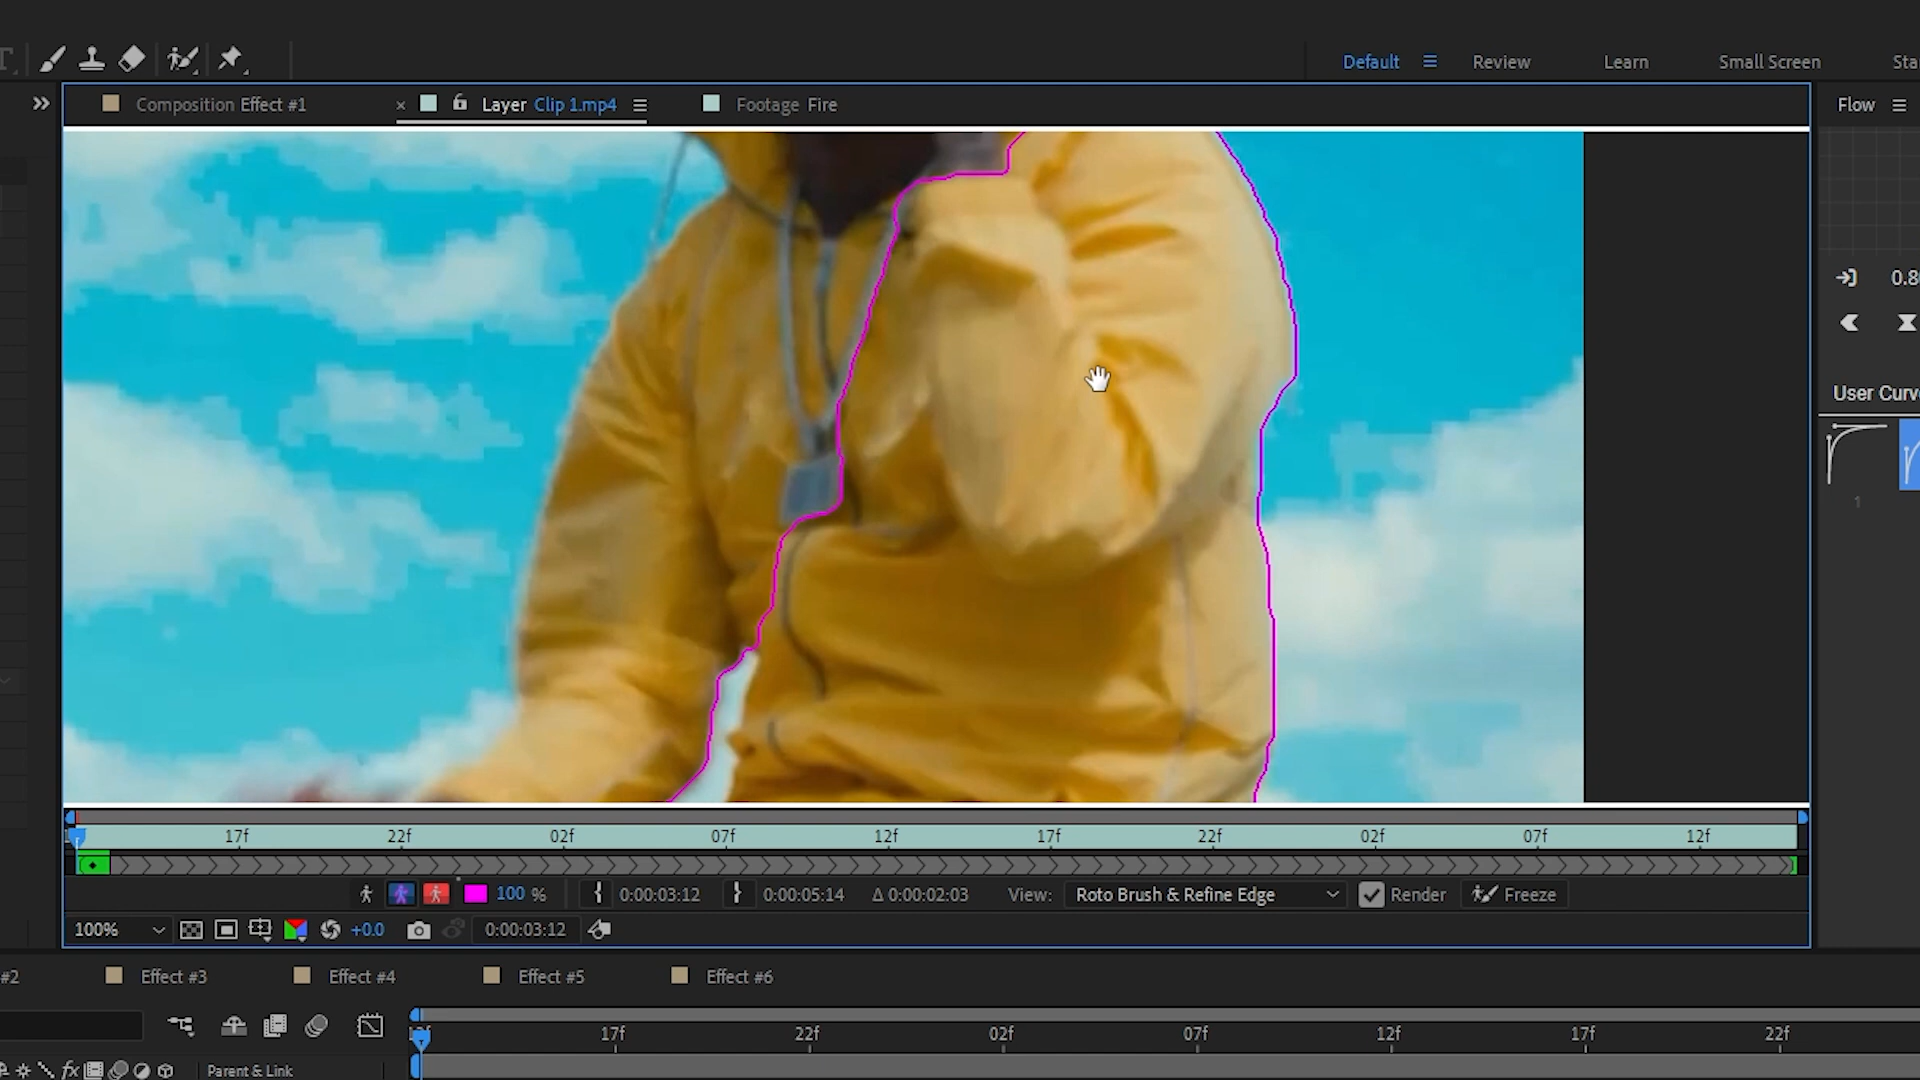 Default Review Learn Small Screen Sta
Composition Effect #1 × Layer Clip 1.mp4 Footage Fire Flow
0.8
User Curv
1
17f 22f 02f 07f 12f 17f 22f 02f 07f 12f
100 % 0:00:03:12 0:00:05:14 Δ 0:00:02:03 View: Roto Brush & Refine Edge Render Freeze
100% +0.0 0:00:03:12
#2 Effect #3 Effect #4 Effect #5 Effect #6
17f 22f 02f 07f 12f 17f 22f
fx Parent & Link